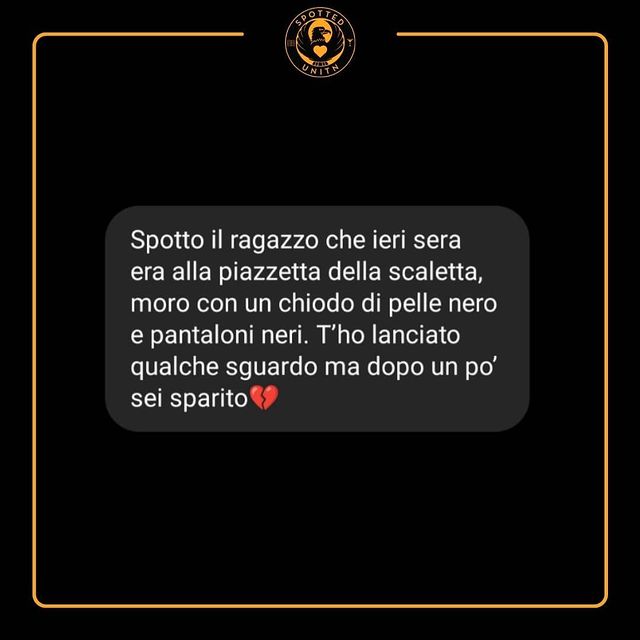 SPOTTED
UNITN
Spotto il ragazzo che ieri sera
era alla piazzetta della scaletta,
moro con un chiodo di pelle nero
e pantaloni neri. T’ho lanciato
qualche sguardo ma dopo un po’
sei sparito💔